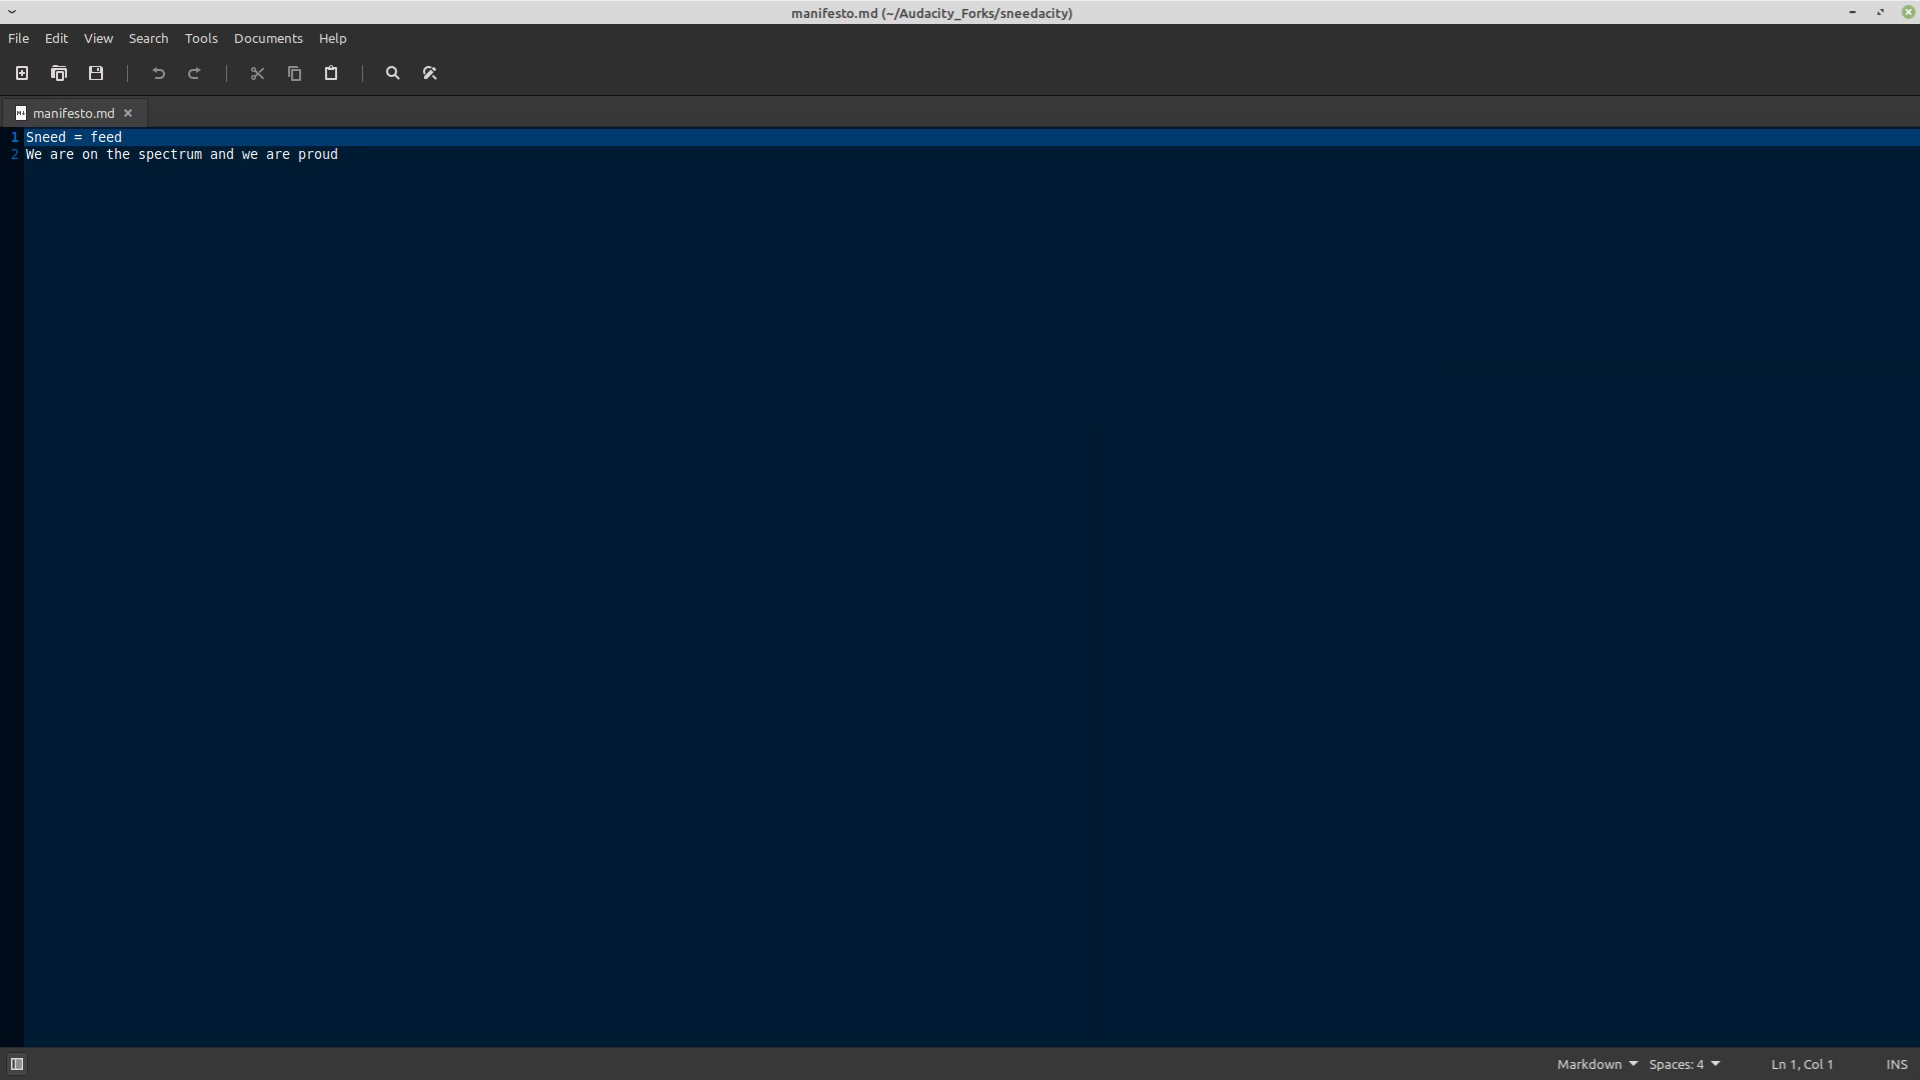 manifesto.md (~/Audacity_Forks/sneedacity)
File Edit View Search Tools Documents Help
manifesto.md
1 Sneed = feed
2 We are on the spectrum and we are proud
Markdown Spaces: 4 Ln 1, Col 1 INS